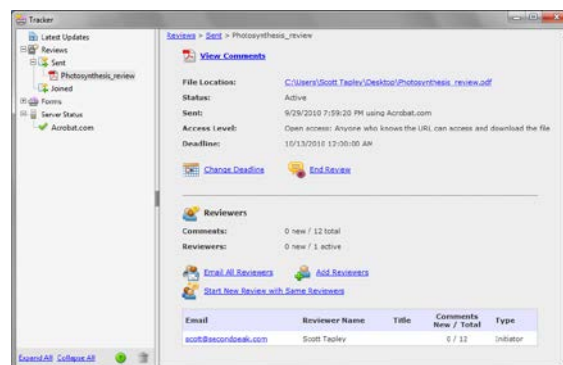 Tracker
Latest Updates
Reviews
Sent
Photosynthesis_review
Joined
Forms
Server Status
Acrobat.com
Expand All Collapse All
Reviews > Sent > Photosynthesis_review
View Comments
File Location: C:\Users\Scott Tapley\Desktop\Photosynthesis_review.pdf
Status: Active
Sent: 9/29/2010 7:59:20 PM using Acrobat.com
Access Level: Open access: Anyone who knows the URL can access and download the file
Deadline: 10/13/2010 12:00:00 AM
Change Deadline End Review
Reviewers
Comments: 0 new / 12 total
Reviewers: 0 new / 1 active
Email All Reviewers Add Reviewers
Start New Review with Same Reviewers
Email Reviewer Name Title Comments New / Total Type
scott@secondpeak.com Scott Tapley 0 / 12 Initiator